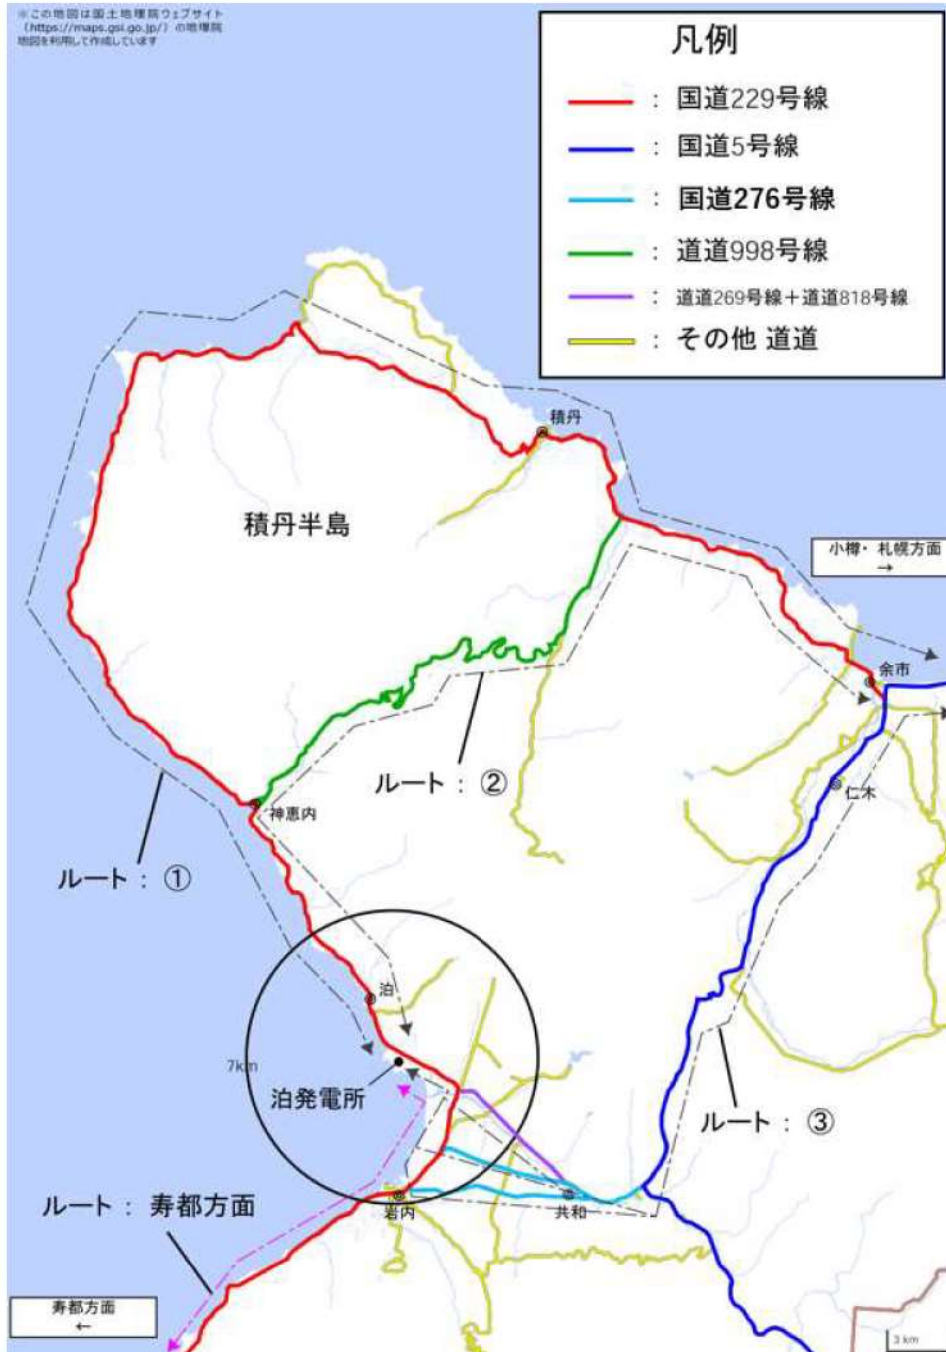 ※この地図は国土地理院ウェブサイト
（https://maps.gsi.go.jp/）の地理院
地図を利用して作成しています
凡例
： 国道229号線
： 国道5号線
： 国道276号線
： 道道998号線
： 道道269号線＋道道818号線
： その他 道道
積丹
積丹半島
小樽・札幌方面
→
余市
ルート：②
仁木
神恵内
ルート：①
泊
7km
泊発電所
ルート：③
ルート：寿都方面
岩内
共和
寿都方面
←
3 km